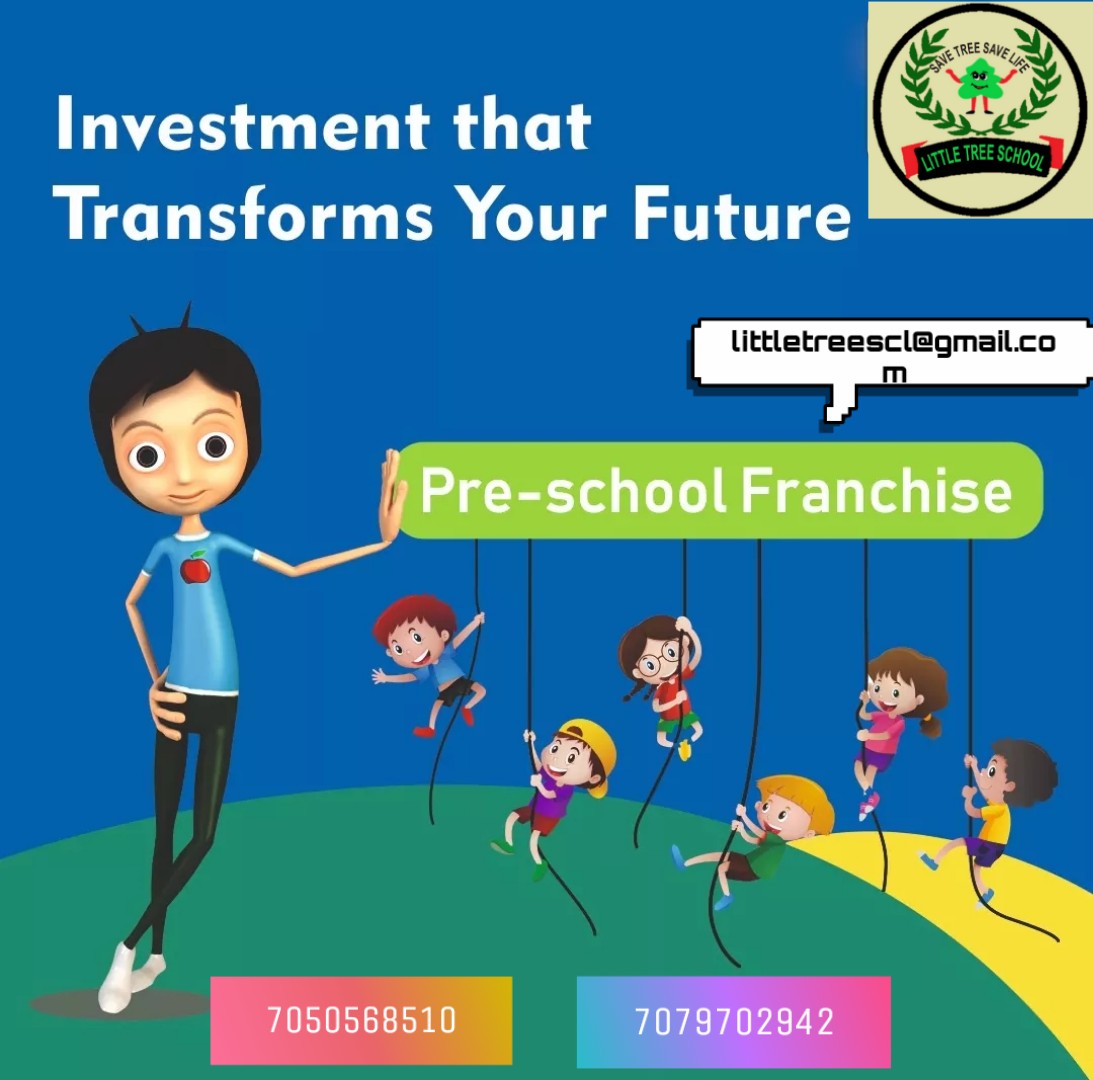 SAVE TREE SAVE LIFE
LITTLE TREE SCHOOL
Investment that
Transforms Your Future
littletreescl@gmail.co
m
Pre-school Franchise
7050568510
7079702942